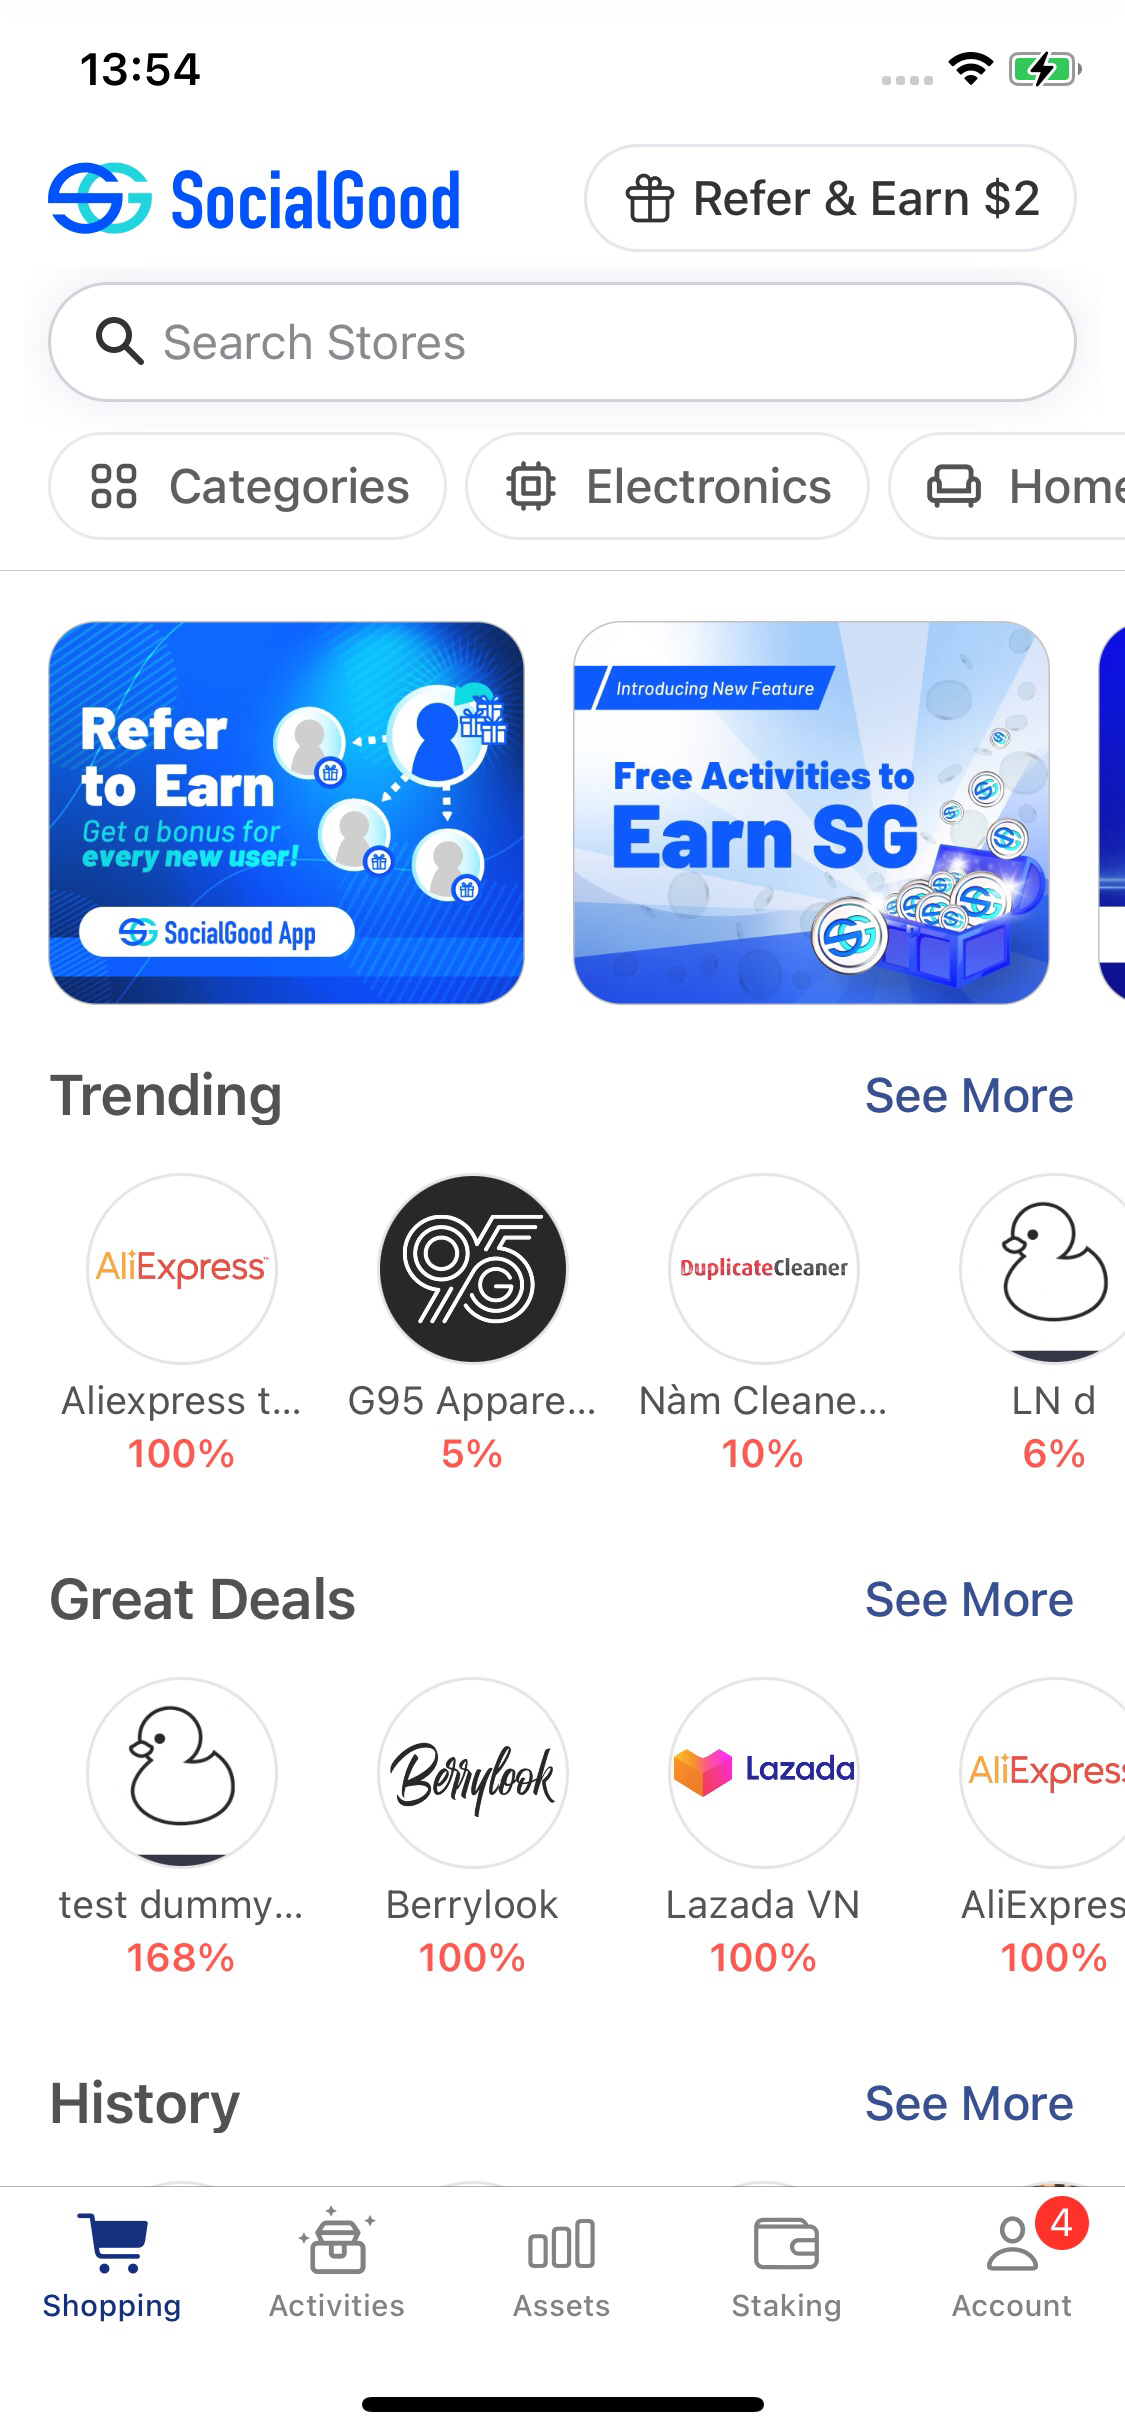 13:54
SocialGood
Refer & Earn $2
Search Stores
Categories
Electronics
Home
Refer
to Earn
Get a bonus for
every new user!
SocialGood App
Introducing New Feature
Free Activities to
Earn SG
Trending
See More
AliExpress™
95G
DuplicateCleaner
Aliexpress t...
G95 Appare...
Nàm Cleane...
LN d
100%
5%
10%
6%
Great Deals
See More
Berrylook
Lazada
AliExpress
test dummy...
Berrylook
Lazada VN
AliExpres
168%
100%
100%
100%
History
See More
4
Shopping
Activities
Assets
Staking
Account